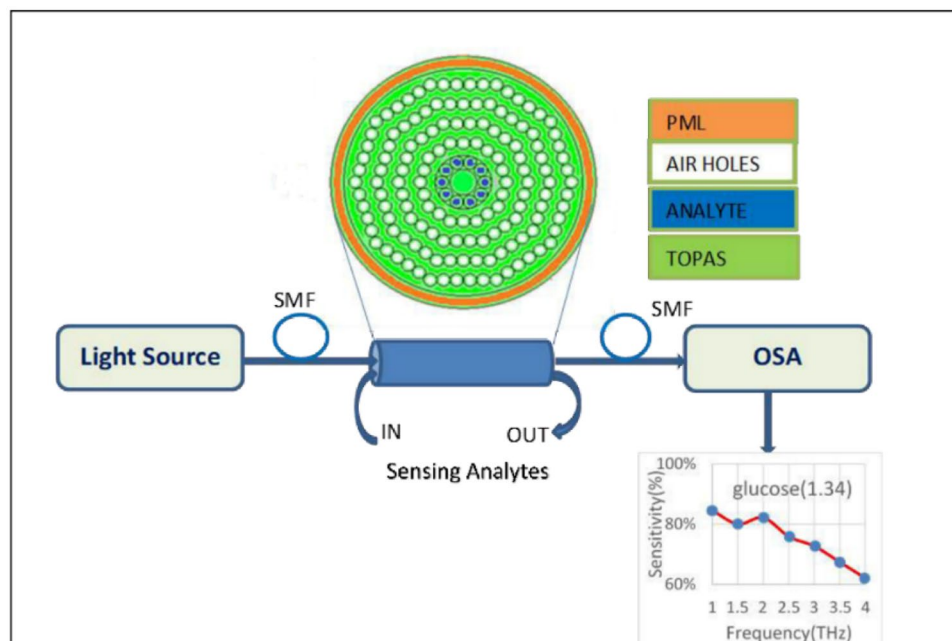 PML
AIR HOLES
ANALYTE
TOPAS
SMF
SMF
Light Source
OSA
IN
OUT
Sensing Analytes
100%
glucose(1.34)
80%
60%
Sensitivity(%)
1 1.5 2 2.5 3 3.5 4
Frequency(THz)